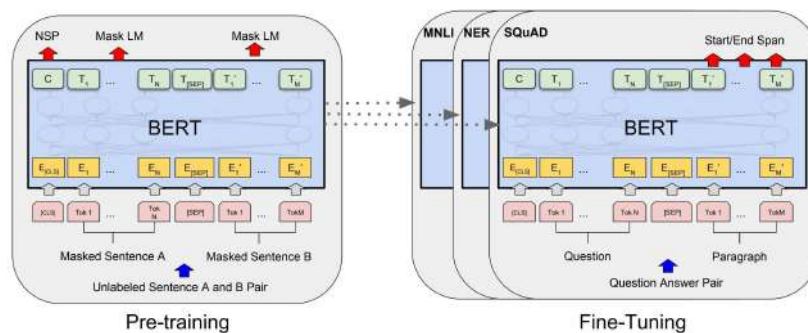 NSP Mask LM Mask LM
C T1 ... TN T[SEP] T1' ... TM'
BERT
E[CLS] E1 ... EN E[SEP] E1' ... EM'
[CLS] Tok 1 ... Tok N [SEP] Tok 1 ... TokM
Masked Sentence A Masked Sentence B
Unlabeled Sentence A and B Pair
Pre-training
MNLI NER SQuAD
Start/End Span
C T1 ... TN T[SEP] T1' ... TM'
BERT
E[CLS] E1 ... EN E[SEP] E1' ... EM'
[CLS] Tok 1 ... Tok N [SEP] Tok 1 ... TokM
Question Paragraph
Question Answer Pair
Fine-Tuning